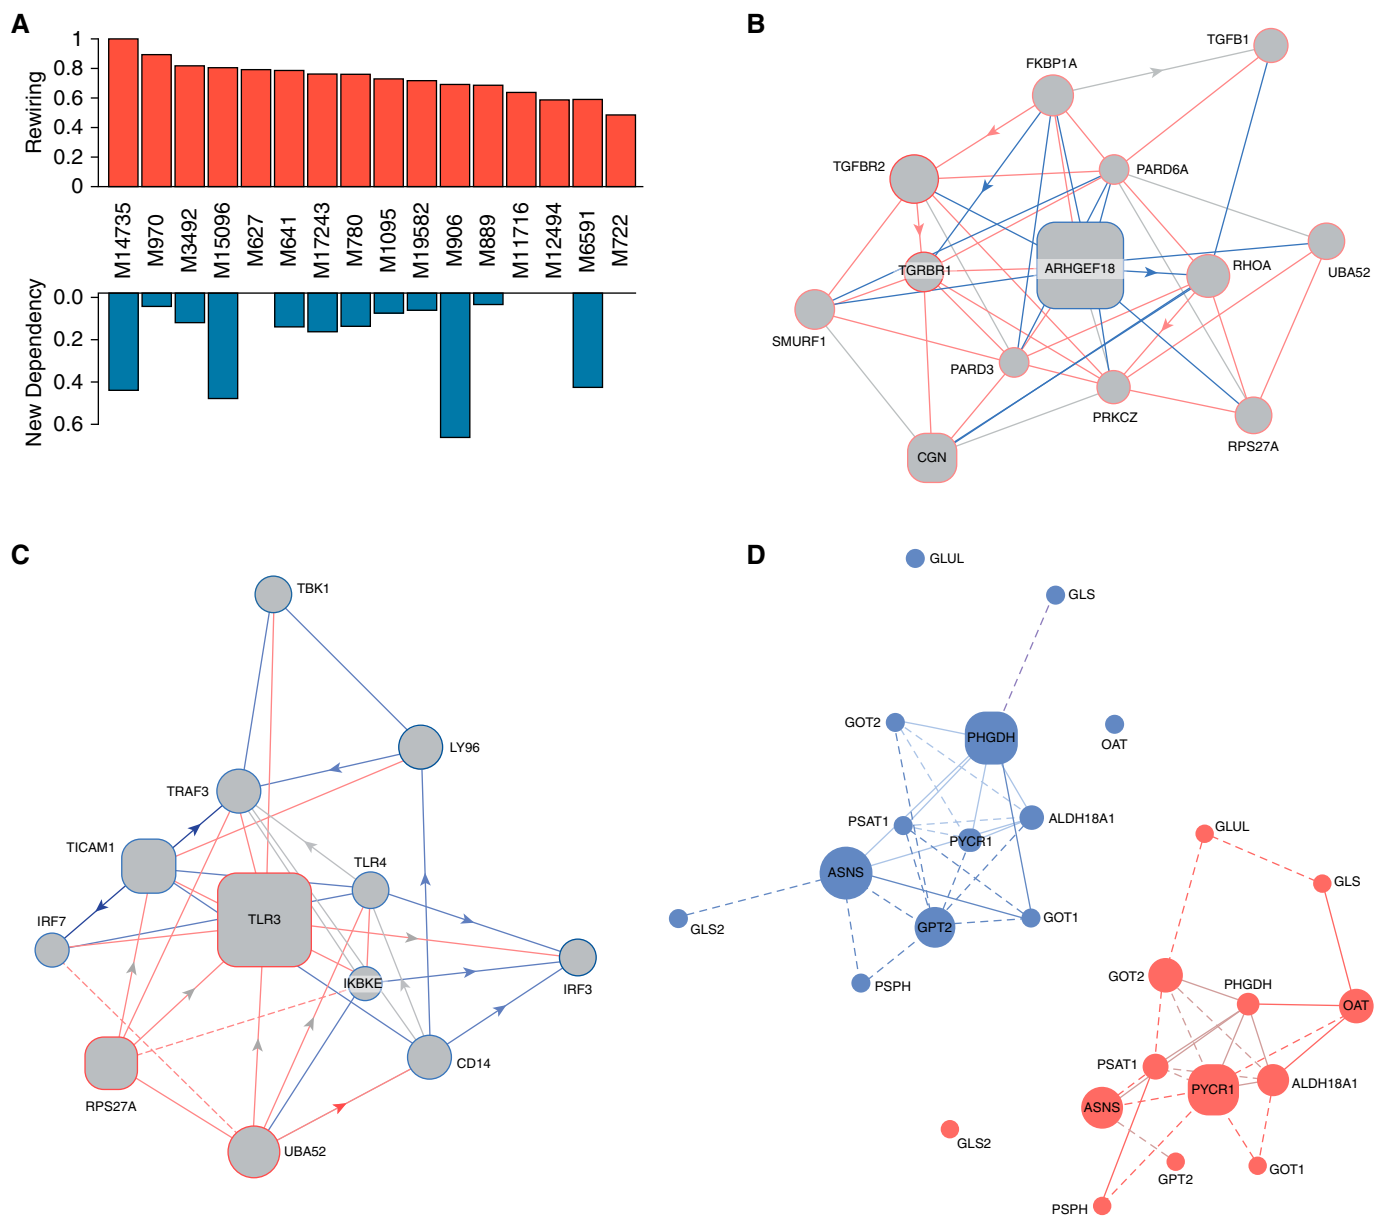 A
Rewiring
1
0.8
0.6
0.4
0.2
0
M14735
M970
M3492
M15096
M627
M641
M17243
M780
M1095
M19582
M906
M889
M11716
M12494
M6591
M722
New Dependency
0.0
0.2
0.4
0.6
B
TGFB1
FKBP1A
TGFBR2
PARD6A
UBA52
TGRBR1
ARHGEF18
RHOA
SMURF1
PARD3
PRKCZ
RPS27A
CGN
C
TBK1
LY96
TRAF3
TICAM1
TLR4
TLR3
IRF7
IKBKE
IRF3
CD14
RPS27A
UBA52
D
GLUL
GLS
GOT2
PHGDH
OAT
PSAT1
PYCR1
ALDH18A1
ASNS
GLS2
GPT2
GOT1
PSPH
GLUL
GLS
GOT2
PHGDH
OAT
PSAT1
PYCR1
ALDH18A1
ASNS
GLS2
GPT2
GOT1
PSPH